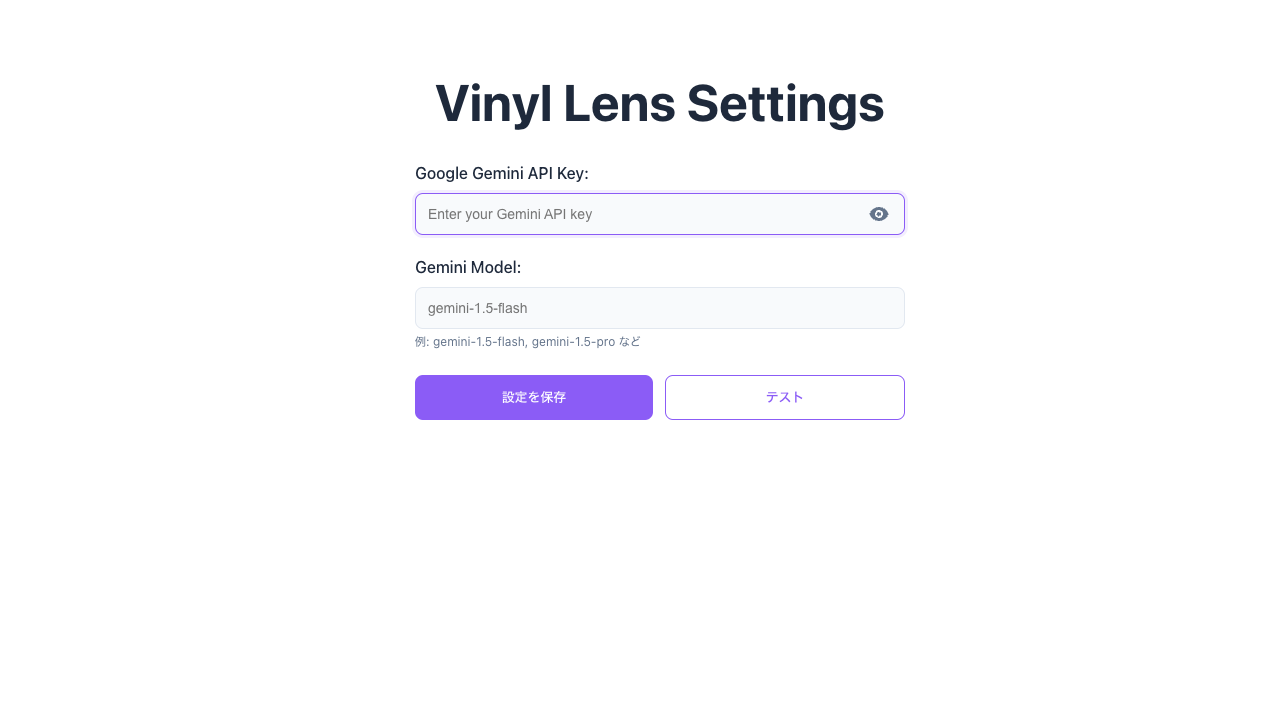 Vinyl Lens Settings
Google Gemini API Key:
Enter your Gemini API key
Gemini Model:
gemini-1.5-flash
例: gemini-1.5-flash, gemini-1.5-pro など
設定を保存
テスト